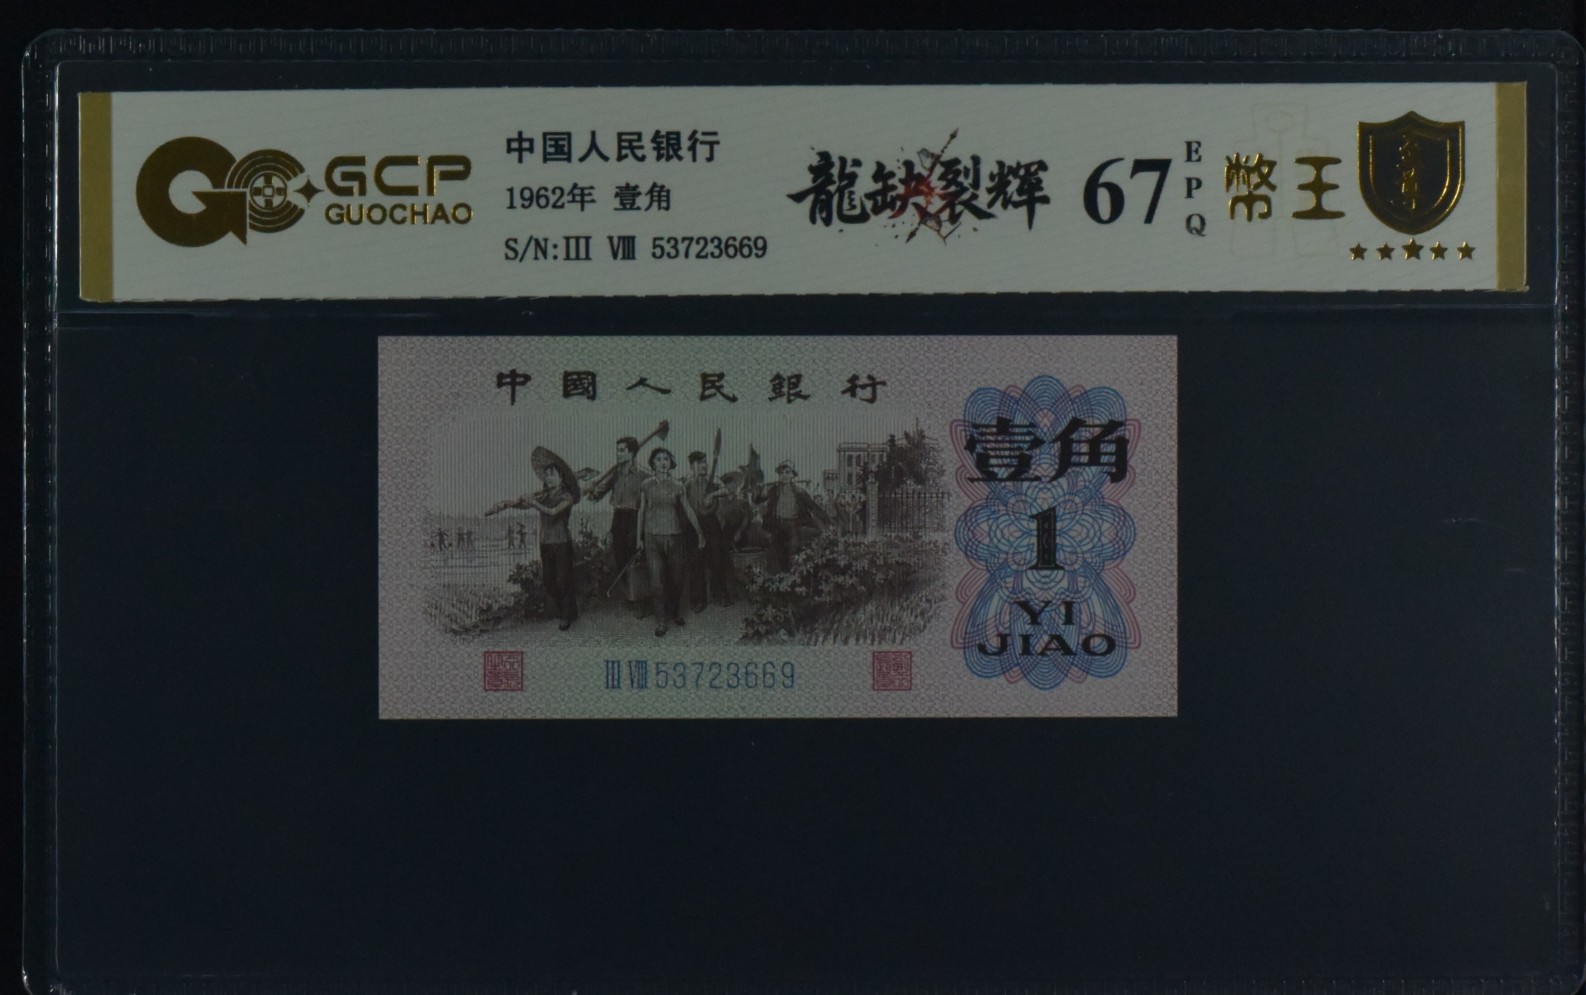 GCP
GUOCHAO
中国人民银行
1962年 壹角
S/N:III VIII 53723669
龍缺裂輝
67
EPQ
幣王
中國人民銀行
壹角
1
YI
JIAO
III VIII 53723669